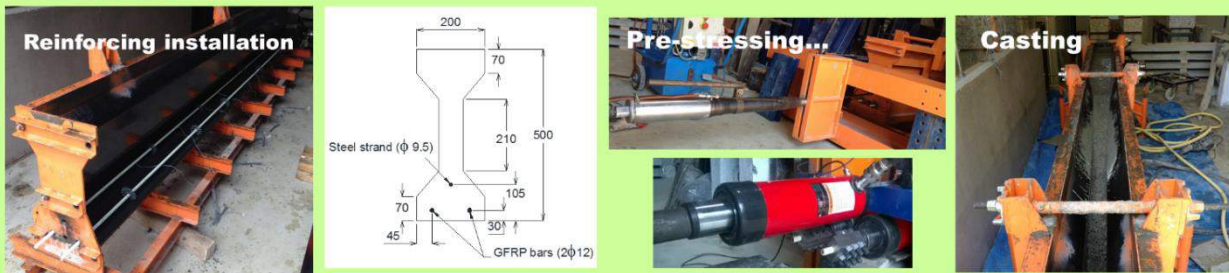 Reinforcing installation
200
70
500
210
Steel strand (ϕ 9.5)
105
70
30
45
GFRP bars (2ϕ12)
Pre-stressing...
Casting